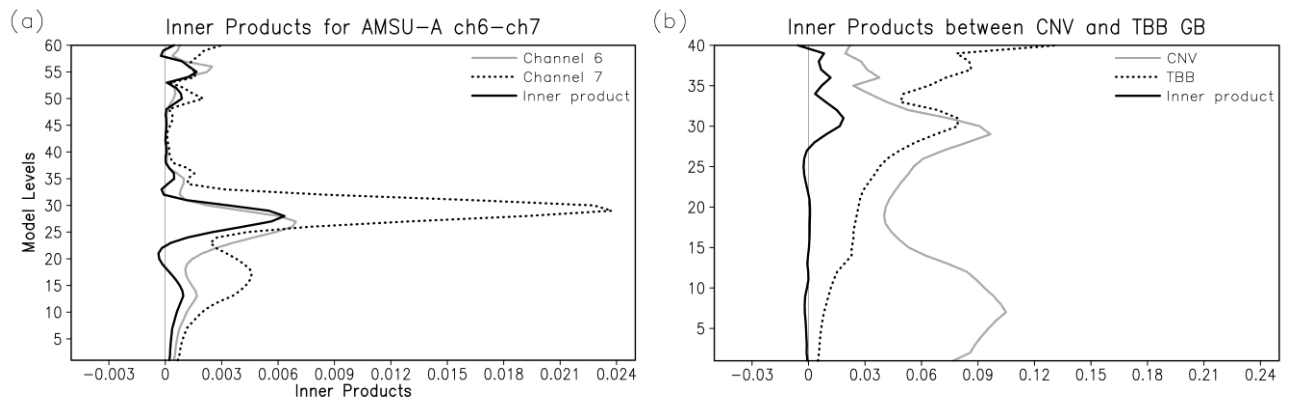 (a)
Inner Products for AMSU-A ch6-ch7
60
55
50
45
40
35
30
25
20
15
10
5
Model Levels
Channel 6
Channel 7
Inner product
-0.003 0 0.003 0.006 0.009 0.012 0.015 0.018 0.021 0.024
Inner Products
(b)
Inner Products between CNV and TBB GB
40
35
30
25
20
15
10
5
CNV
TBB
Inner product
-0.03 0 0.03 0.06 0.09 0.12 0.15 0.18 0.21 0.24